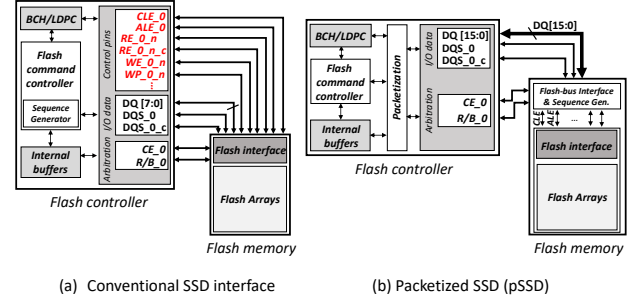 BCH/LDPC
Flash
command
controller
Sequence
Generator
Internal
buffers
Control pins
I/O data
Arbitration
CLE_0
ALE_0
RE_0_n
RE_0_n_c
WE_0_n
WP_0_n
⋮
DQ [7:0]
DQS_0
DQS_0_c
CE_0
R/B_0
Flash interface
Flash Arrays
Flash controller
Flash memory
(a) Conventional SSD interface
BCH/LDPC
Flash
command
controller
Internal
buffers
Packetization
I/O data
Arbitration
DQ [15:0]
DQS_0
DQS_0_c
CE_0
R/B_0
DQ[15:0]
Flash-bus Interface
& Sequence Gen.
CLE
ALE
...
Flash interface
Flash Arrays
Flash controller
Flash memory
(b) Packetized SSD (pSSD)